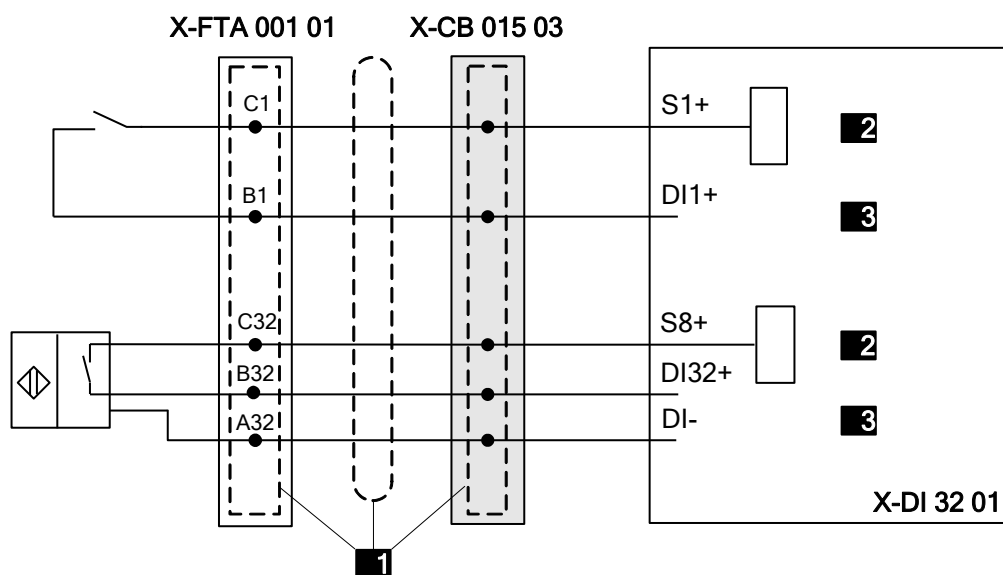 X-FTA 001 01
X-CB 015 03
C1
S1+
2
B1
DI1+
3
C32
S8+
2
B32
DI32+
A32
DI-
3
X-DI 32 01
1